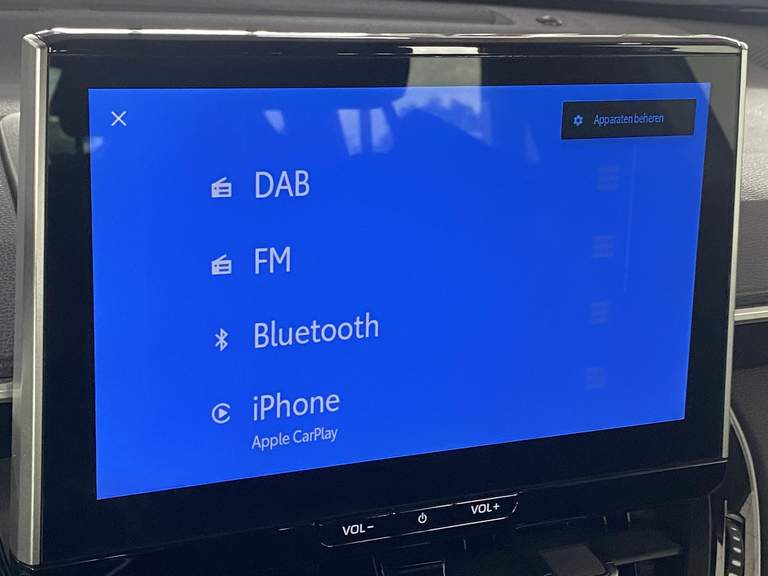 Apparaten beheren
DAB
FM
Bluetooth
iPhone
Apple CarPlay
VOL-
VOL+